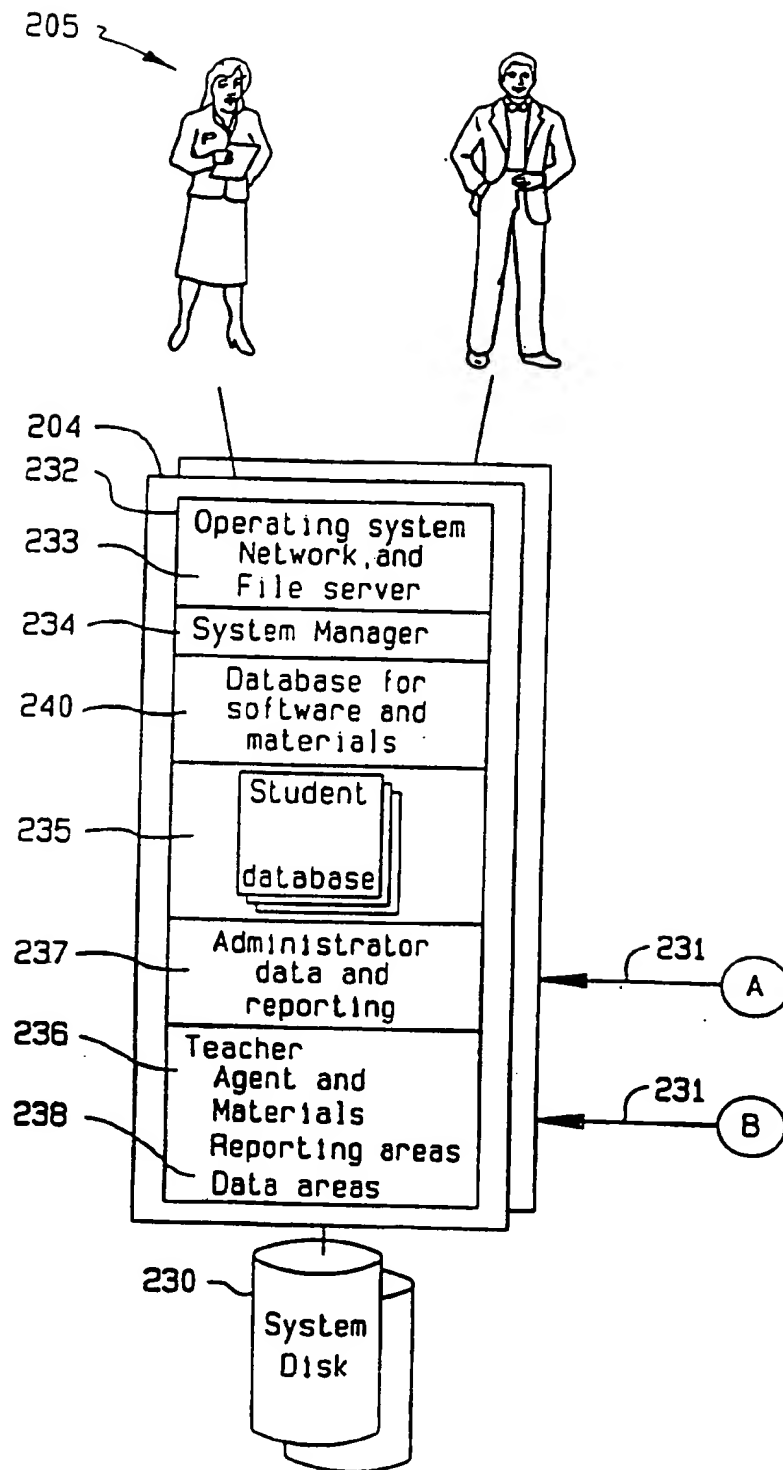 205
204
232
Operating system
Network,and
233
File server
234
System Manager
240
Database for
software and
materials
235
Student
database
237
Administrator
data and
reporting
231
A
236
Teacher
Agent and
Materials
Reporting areas
238
Data areas
231
B
230
System
Disk